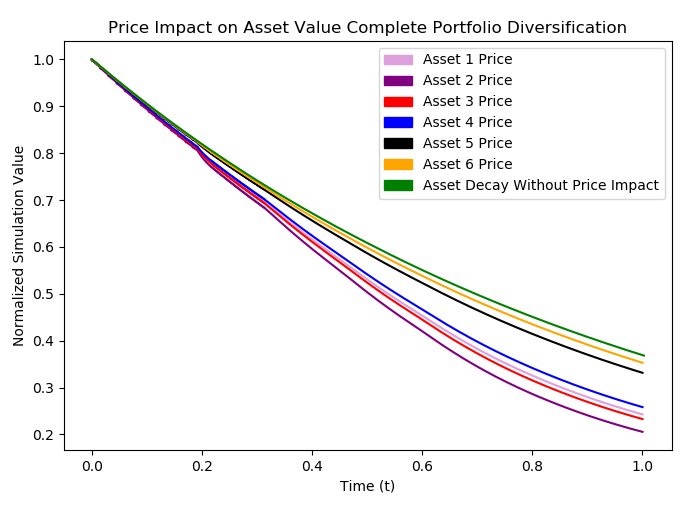 Price Impact on Asset Value Complete Portfolio Diversification
Normalized Simulation Value
1.0
0.9
0.8
0.7
0.6
0.5
0.4
0.3
0.2
Asset 1 Price
Asset 2 Price
Asset 3 Price
Asset 4 Price
Asset 5 Price
Asset 6 Price
Asset Decay Without Price Impact
0.0 0.2 0.4 0.6 0.8 1.0
Time (t)